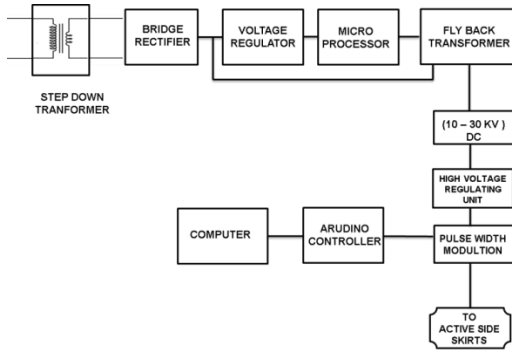 BRIDGE
RECTIFIER
VOLTAGE
REGULATOR
MICRO
PROCESSOR
FLY BACK
TRANSFORMER
STEP DOWN
TRANFORMER
(10 – 30 KV )
DC
HIGH VOLTAGE
REGULATING
UNIT
COMPUTER
ARUDINO
CONTROLLER
PULSE WIDTH
MODULTION
TO
ACTIVE SIDE
SKIRTS